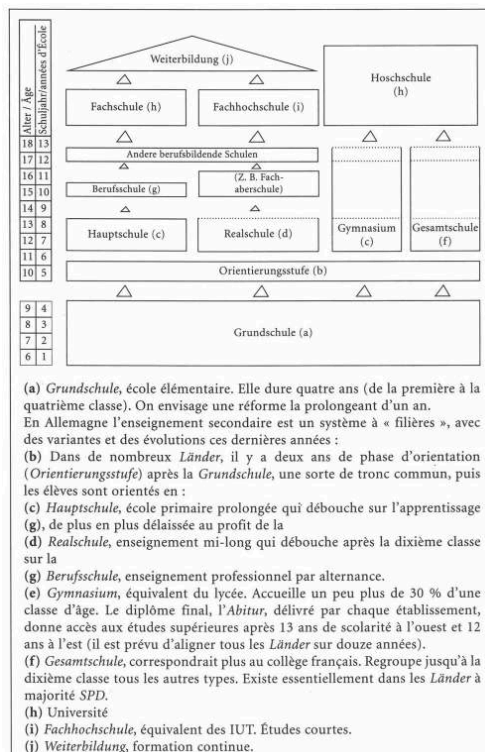 Weiterbildung (j)
Hoschschule
(h)
Fachschule (h)
Fachhochschule (i)
Alter / Âge
Schuljahr/années d'École
18 13
17 12
16 11
15 10
14 9
13 8
12 7
11 6
10 5
9 4
8 3
7 2
6 1
Andere berufsbildende Schulen
Berufsschule (g)
(Z. B. Fach-
aberschule)
Hauptschule (c)
Realschule (d)
Gymnasium
(c)
Gesamtschule
(f)
Orientierungsstufe (b)
Grundschule (a)
(a) Grundschule, école élémentaire. Elle dure quatre ans (de la première à la
quatrième classe). On envisage une réforme la prolongeant d'un an.
En Allemagne l'enseignement secondaire est un système à « filières », avec
des variantes et des évolutions ces dernières années :
(b) Dans de nombreux Länder, il y a deux ans de phase d'orientation
(Orientierungsstufe) après la Grundschule, une sorte de tronc commun, puis
les élèves sont orientés en :
(c) Hauptschule, école primaire prolongée qui débouche sur l'apprentissage
(g), de plus en plus délaissée au profit de la
(d) Realschule, enseignement mi-long qui débouche après la dixième classe
sur la
(g) Berufsschule, enseignement professionnel par alternance.
(e) Gymnasium, équivalent du lycée. Accueille un peu plus de 30 % d'une
classe d'âge. Le diplôme final, l'Abitur, délivré par chaque établissement,
donne accès aux études supérieures après 13 ans de scolarité à l'ouest et 12
ans à l'est (il est prévu d'aligner tous les Länder sur douze années).
(f) Gesamtschule, correspondrait plus au collège français. Regroupe jusqu'à la
dixième classe tous les autres types. Existe essentiellement dans les Länder à
majorité SPD.
(h) Université
(i) Fachhochschule, équivalent des IUT. Études courtes.
(j) Weiterbildung, formation continue.